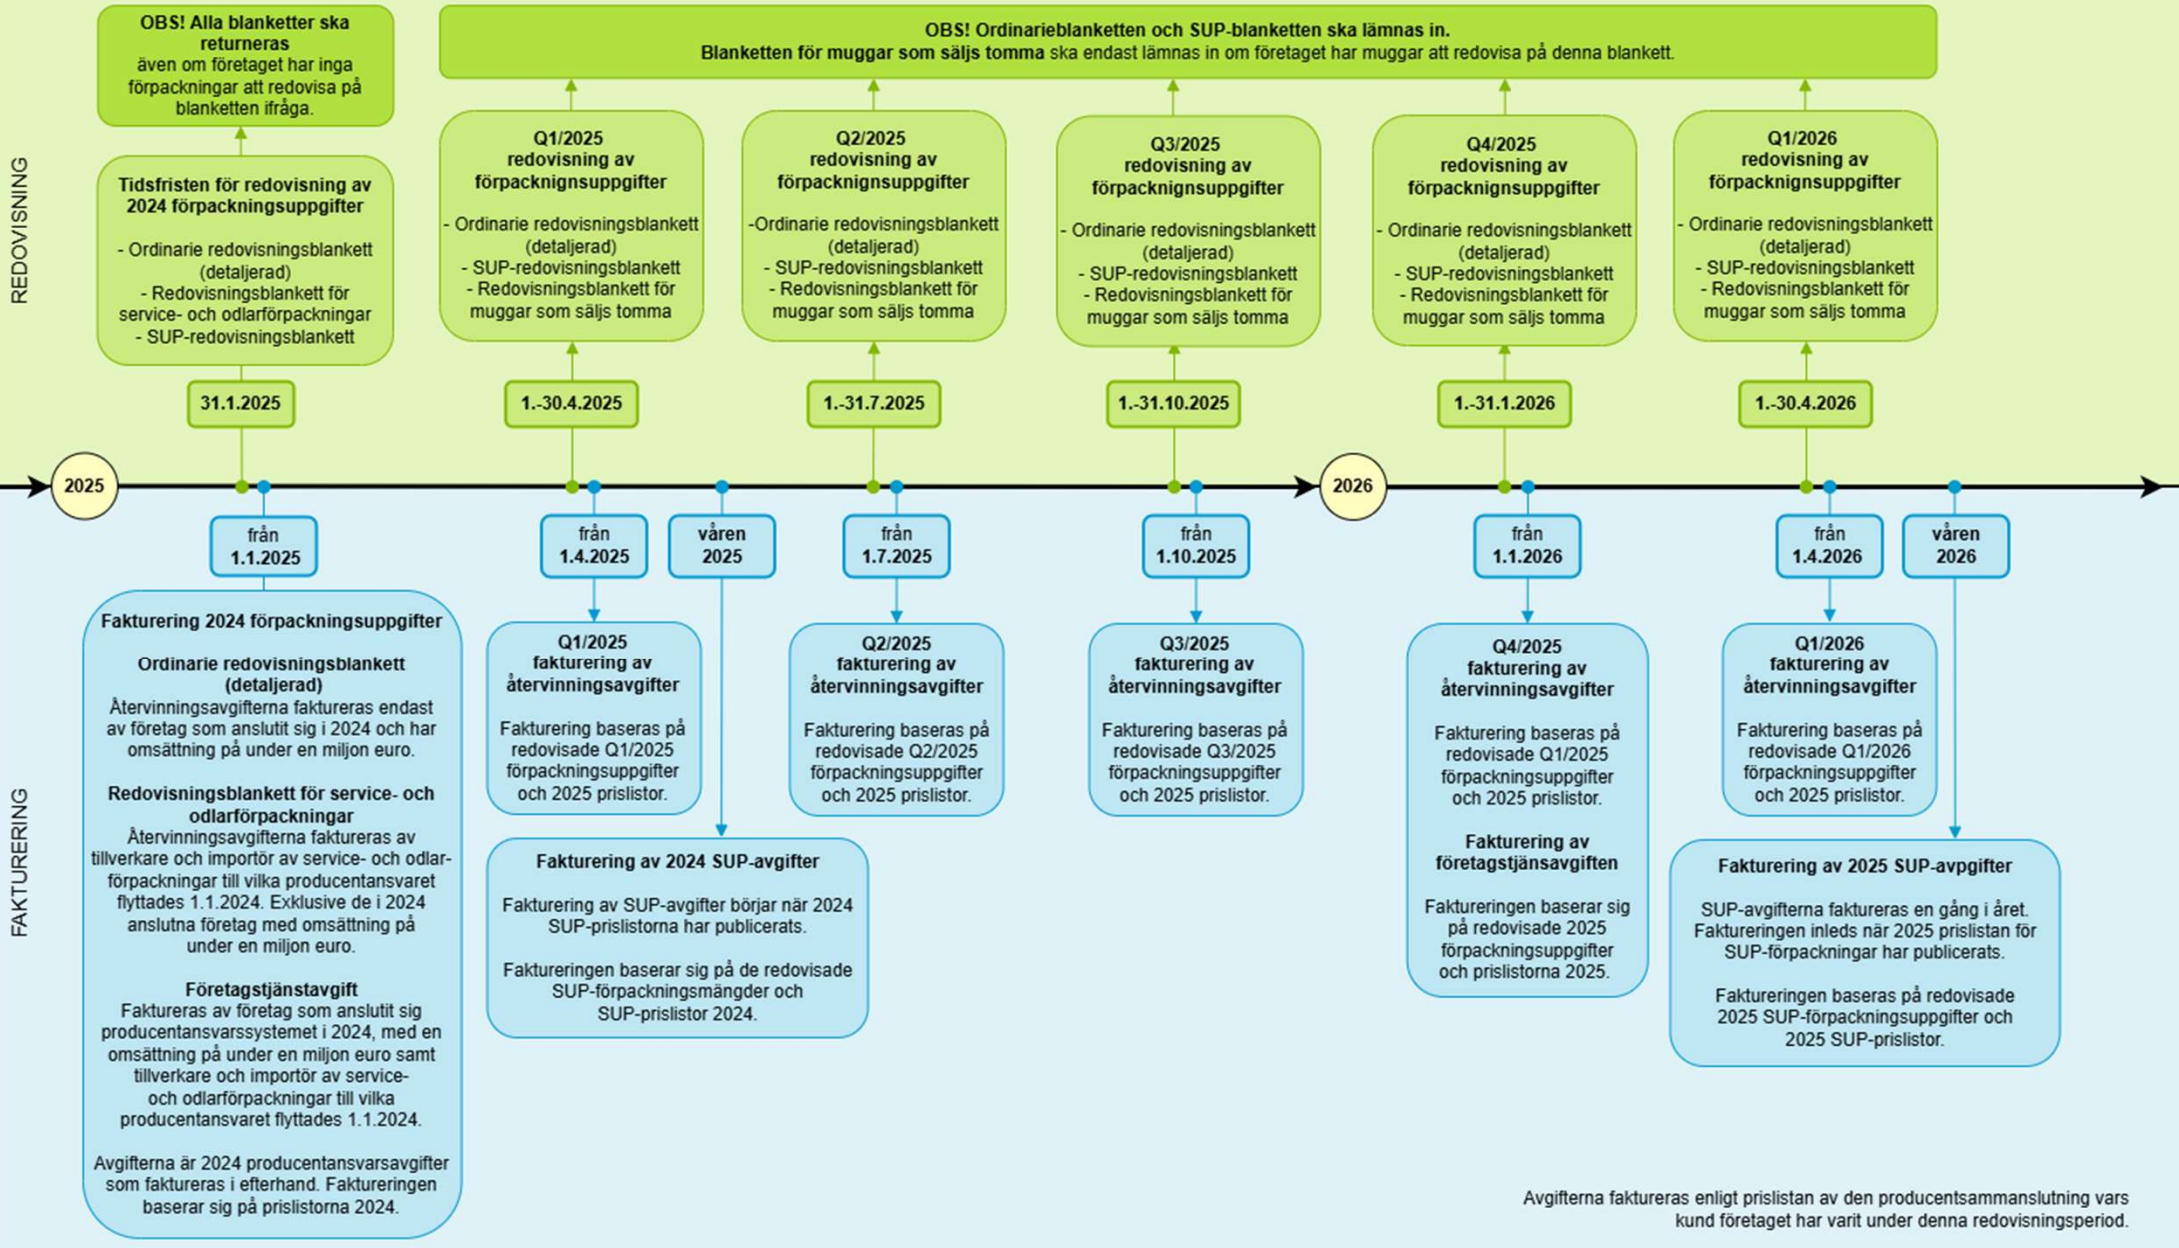 OBS! Alla blanketter ska
returneras
även om företaget har inga
förpackningar att redovisa på
blanketten ifråga.
OBS! Ordinarieblanketten och SUP-blanketten ska lämnas in.
Blanketten för muggar som säljs tomma ska endast lämnas in om företaget har muggar att redovisa på denna blankett.
REDOVISNING
Tidsfristen för redovisning av
2024 förpackningsuppgifter
- Ordinarie redovisningsblankett
(detaljerad)
- Redovisningsblankett för
service- och odlarförpackningar
- SUP-redovisningsblankett
Q1/2025
redovisning av
förpacknignsuppgifter
- Ordinarie redovisningsblankett
(detaljerad)
- SUP-redovisningsblankett
- Redovisningsblankett för
muggar som säljs tomma
Q2/2025
redovisning av
förpacknignsuppgifter
-Ordinarie redovisningsblankett
(detaljerad)
- SUP-redovisningsblankett
- Redovisningsblankett för
muggar som säljs tomma
Q3/2025
redovisning av
förpacknignsuppgifter
- Ordinarie redovisningsblankett
(detaljerad)
- SUP-redovisningsblankett
- Redovisningsblankett för
muggar som säljs tomma
Q4/2025
redovisning av
förpacknignsuppgifter
- Ordinarie redovisningsblankett
(detaljerad)
- SUP-redovisningsblankett
- Redovisningsblankett för
muggar som säljs tomma
Q1/2026
redovisning av
förpacknignsuppgifter
- Ordinarie redovisningsblankett
(detaljerad)
- SUP-redovisningsblankett
- Redovisningsblankett för
muggar som säljs tomma
31.1.2025
1.-30.4.2025
1.-31.7.2025
1.-31.10.2025
1.-31.1.2026
1.-30.4.2026
2025
2026
från
1.1.2025
från
1.4.2025
våren
2025
från
1.7.2025
från
1.10.2025
från
1.1.2026
från
1.4.2026
våren
2026
FAKTURERING
Fakturering 2024 förpackningsuppgifter
Ordinarie redovisningsblankett
(detaljerad)
Återvinningsavgifterna faktureras endast
av företag som anslutit sig i 2024 och har
omsättning på under en miljon euro.
Redovisningsblankett för service- och
odlarförpackningar
Återvinningsavgifterna faktureras av
tillverkare och importör av service- och odlar-
förpackningar till vilka producentansvaret
flyttades 1.1.2024. Exklusive de i 2024
anslutna företag med omsättning på
under en miljon euro.
Företagstjänstavgift
Faktureras av företag som anslutit sig
producentansvarssystemet i 2024, med en
omsättning på under en miljon euro samt
tillverkare och importör av service-
och odlarförpackningar till vilka
producentansvaret flyttades 1.1.2024.
Avgifterna är 2024 producentansvarsavgifter
som faktureras i efterhand. Faktureringen
baserar sig på prislistorna 2024.
Q1/2025
fakturering av
återvinningsavgifter
Fakturering baseras på
redovisade Q1/2025
förpackningsuppgifter
och 2025 prislistor.
Fakturering av 2024 SUP-avgifter
Fakturering av SUP-avgifter börjar när 2024
SUP-prislistorna har publicerats.
Faktureringen baserar sig på de redovisade
SUP-förpackningsmängder och
SUP-prislistor 2024.
Q2/2025
fakturering av
återvinningsavgifter
Fakturering baseras på
redovisade Q2/2025
förpackningsuppgifter
och 2025 prislistor.
Q3/2025
fakturering av
återvinningsavgifter
Fakturering baseras på
redovisade Q3/2025
förpackningsuppgifter
och 2025 prislistor.
Q4/2025
fakturering av
återvinningsavgifter
Fakturering baseras på
redovisade Q1/2025
förpackningsuppgifter
och 2025 prislistor.
Fakturering av
företagstjänsavgiften
Faktureringen baserar sig
på redovisade 2025
förpackningsuppgifter
och prislistorna 2025.
Q1/2026
fakturering av
återvinningsavgifter
Fakturering baseras på
redovisade Q1/2026
förpackningsuppgifter
och 2025 prislistor.
Fakturering av 2025 SUP-avpgifter
SUP-avgifterna faktureras en gång i året.
Faktureringen inleds när 2025 prislistan för
SUP-förpackningar har publicerats.
Faktureringen baseras på redovisade
2025 SUP-förpackningsuppgifter och
2025 SUP-prislistor.
Avgifterna faktureras enligt prislistan av den producentsammanslutning vars
kund företaget har varit under denna redovisningsperiod.